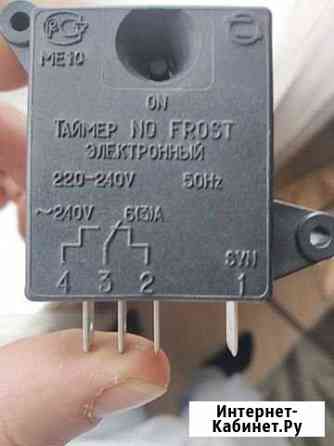 ME10
ON
ТАЙМЕР NO FROST
ЭЛЕКТРОННЫЙ
220-240V 50Hz
~240V 6(3)A
SYN
4 3 2 1
Интернет-
Кабинет.Ру